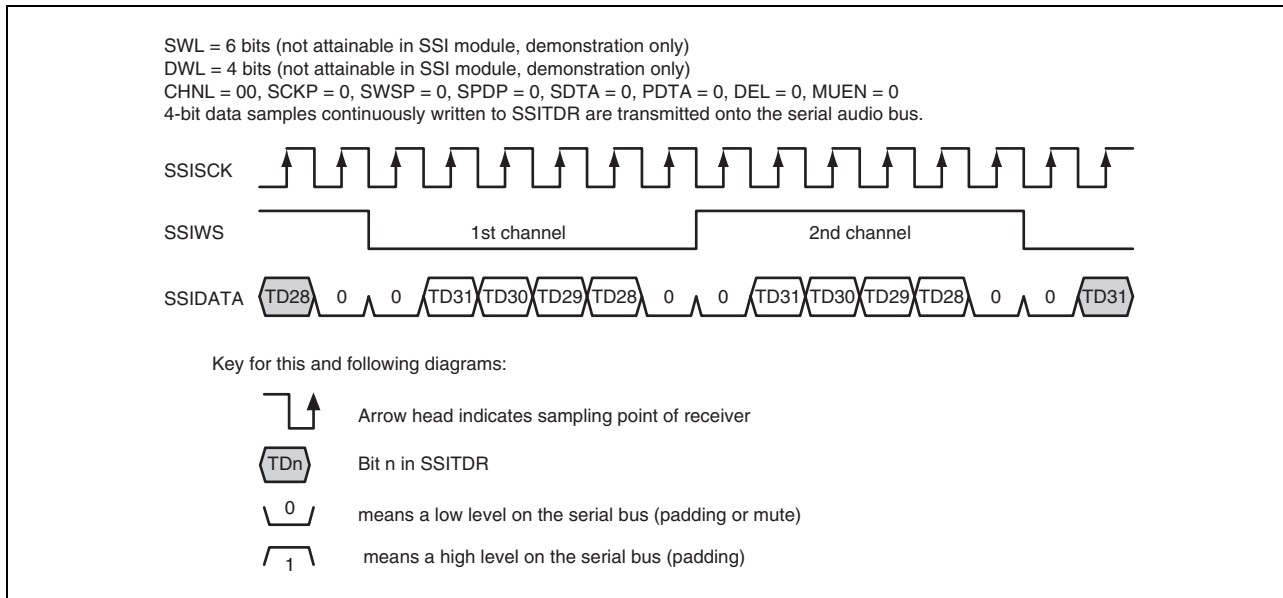 SWL = 6 bits (not attainable in SSI module, demonstration only)
DWL = 4 bits (not attainable in SSI module, demonstration only)
CHNL = 00, SCKP = 0, SWSP = 0, SPDP = 0, SDTA = 0, PDTA = 0, DEL = 0, MUEN = 0
4-bit data samples continuously written to SSITDR are transmitted onto the serial audio bus.
SSISCK
SSIWS 1st channel 2nd channel
SSIDATA TD28 0 0 TD31 TD30 TD29 TD28 0 0 TD31 TD30 TD29 TD28 0 0 TD31
Key for this and following diagrams:
Arrow head indicates sampling point of receiver
TDn Bit n in SSITDR
0 means a low level on the serial bus (padding or mute)
1 means a high level on the serial bus (padding)